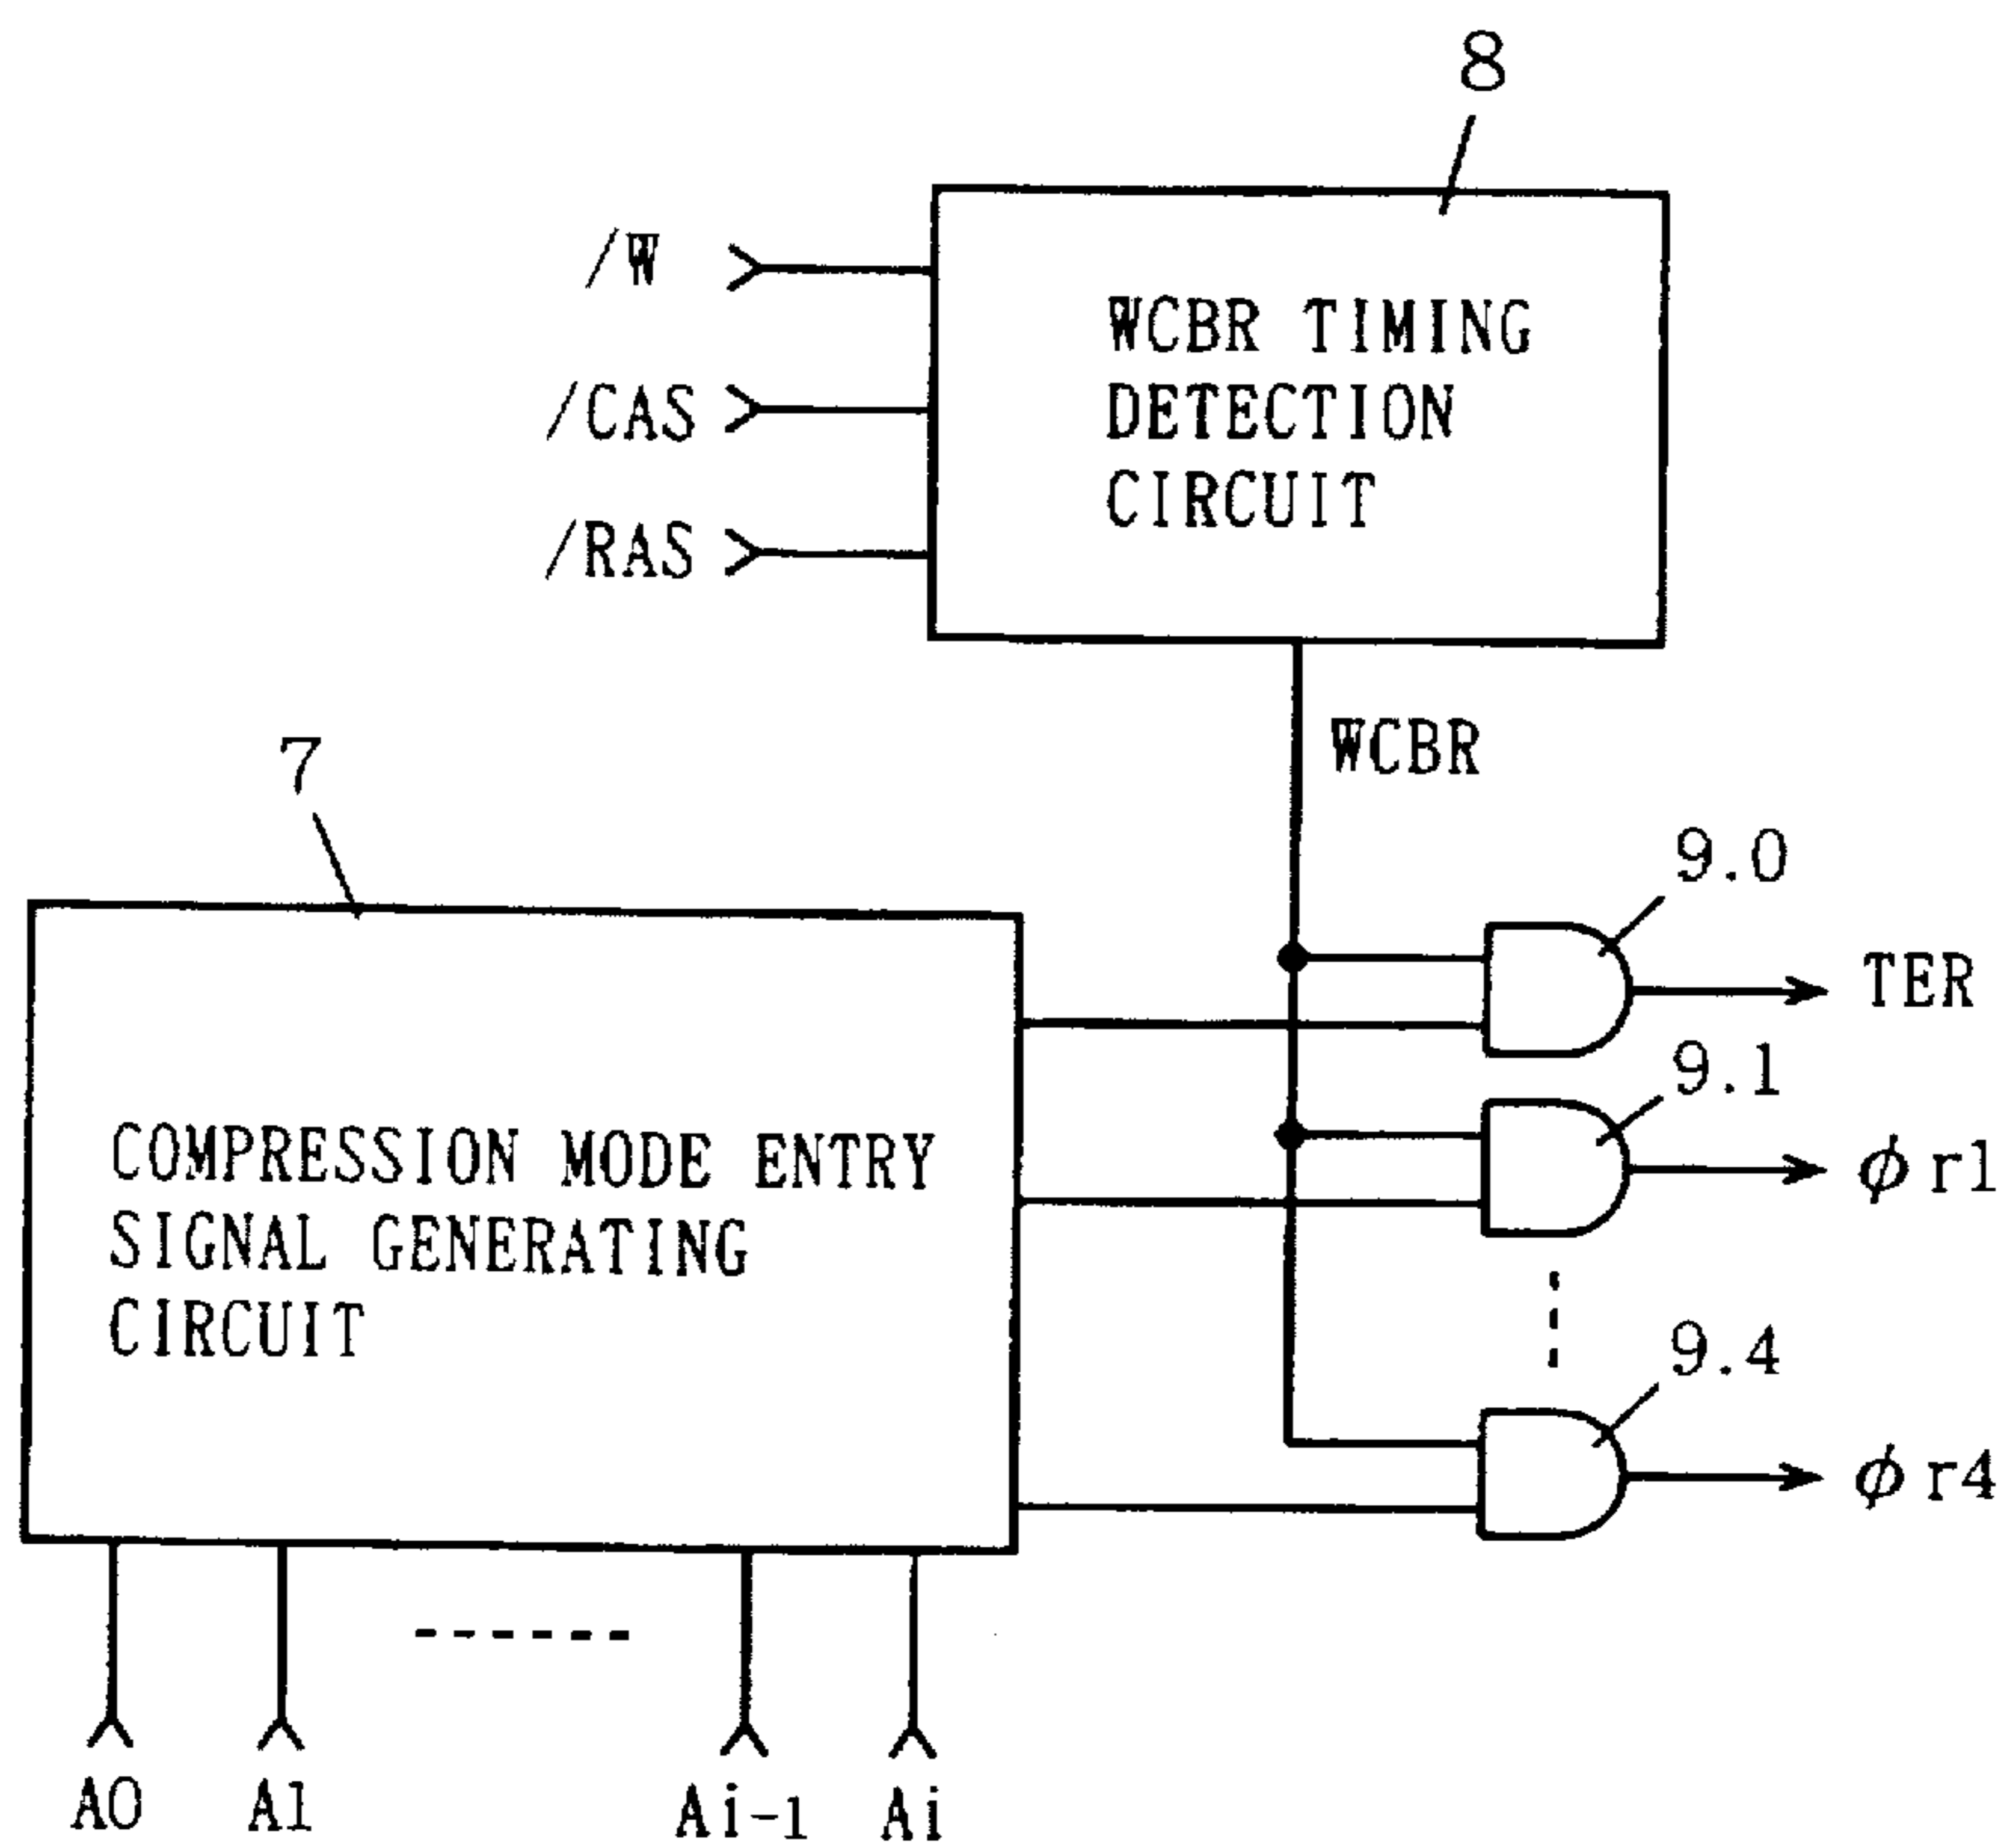 8
/W
WCBR TIMING
DETECTION
CIRCUIT
/CAS
/RAS
WCBR
7
9.0
TER
9.1
ϕr1
COMPRESSION MODE ENTRY
SIGNAL GENERATING
CIRCUIT
9.4
ϕr4
A0
A1
Ai-1
Ai